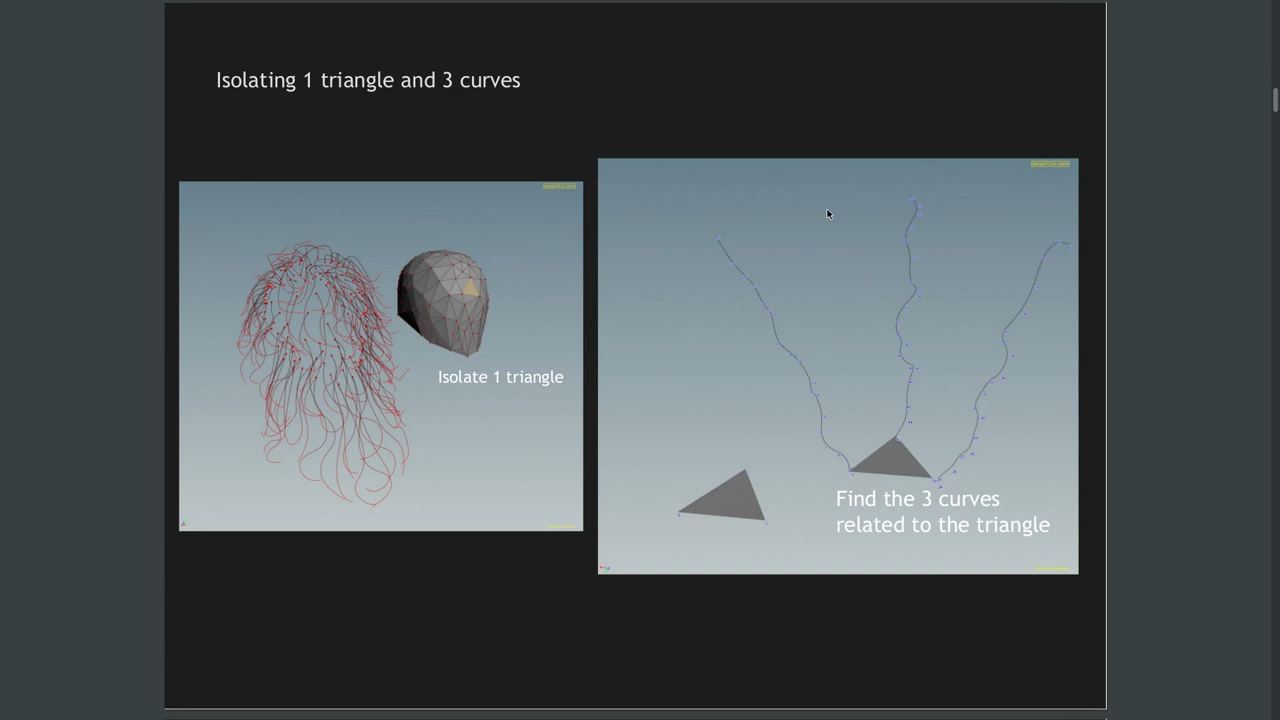 Isolating 1 triangle and 3 curves
Isolate 1 triangle
Find the 3 curves
related to the triangle